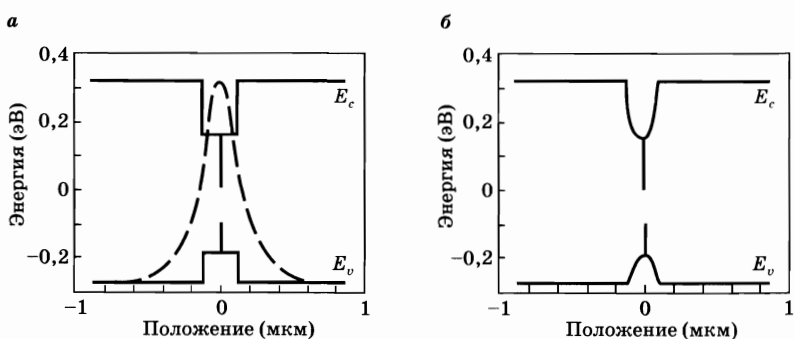 а
Энергия (эВ)
0,4
0,2
0
−0,2
E_c
E_v
−1
0
1
Положение (мкм)
б
Энергия (эВ)
0,4
0,2
0
−0,2
E_c
E_v
−1
0
1
Положение (мкм)